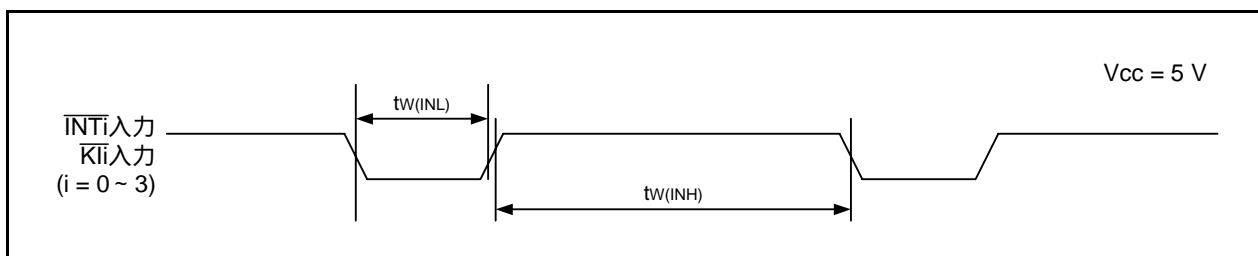 Vcc = 5 V
tW(INL)
INTi入力
KIi入力
(i = 0 ~ 3)
tW(INH)